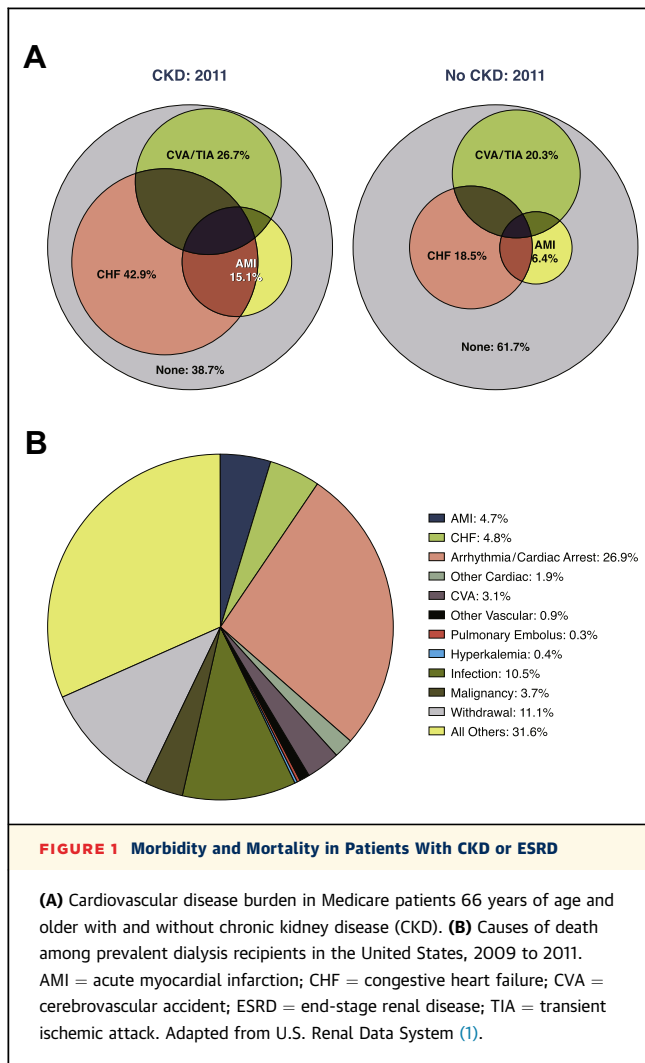 A
CKD: 2011
No CKD: 2011
CVA/TIA 26.7%
CHF 42.9%
AMI
15.1%
None: 38.7%
CVA/TIA 20.3%
CHF 18.5%
AMI
6.4%
None: 61.7%
B
AMI: 4.7%
CHF: 4.8%
Arrhythmia/Cardiac Arrest: 26.9%
Other Cardiac: 1.9%
CVA: 3.1%
Other Vascular: 0.9%
Pulmonary Embolus: 0.3%
Hyperkalemia: 0.4%
Infection: 10.5%
Malignancy: 3.7%
Withdrawal: 11.1%
All Others: 31.6%
FIGURE 1 Morbidity and Mortality in Patients With CKD or ESRD
(A) Cardiovascular disease burden in Medicare patients 66 years of age and
older with and without chronic kidney disease (CKD). (B) Causes of death
among prevalent dialysis recipients in the United States, 2009 to 2011.
AMI = acute myocardial infarction; CHF = congestive heart failure; CVA =
cerebrovascular accident; ESRD = end-stage renal disease; TIA = transient
ischemic attack. Adapted from U.S. Renal Data System (1).